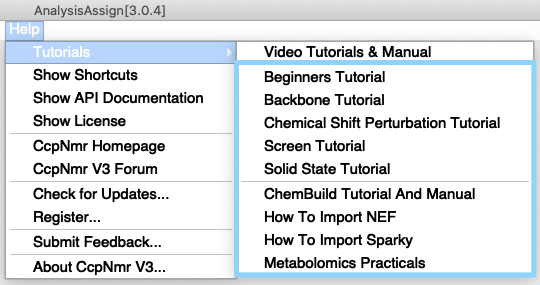 AnalysisAssign[3.0.4]
Help
Tutorials
Show Shortcuts
Show API Documentation
Show License
CcpNmr Homepage
CcpNmr V3 Forum
Check for Updates...
Register...
Submit Feedback...
About CcpNmr V3...
Video Tutorials & Manual
Beginners Tutorial
Backbone Tutorial
Chemical Shift Perturbation Tutorial
Screen Tutorial
Solid State Tutorial
ChemBuild Tutorial And Manual
How To Import NEF
How To Import Sparky
Metabolomics Practicals